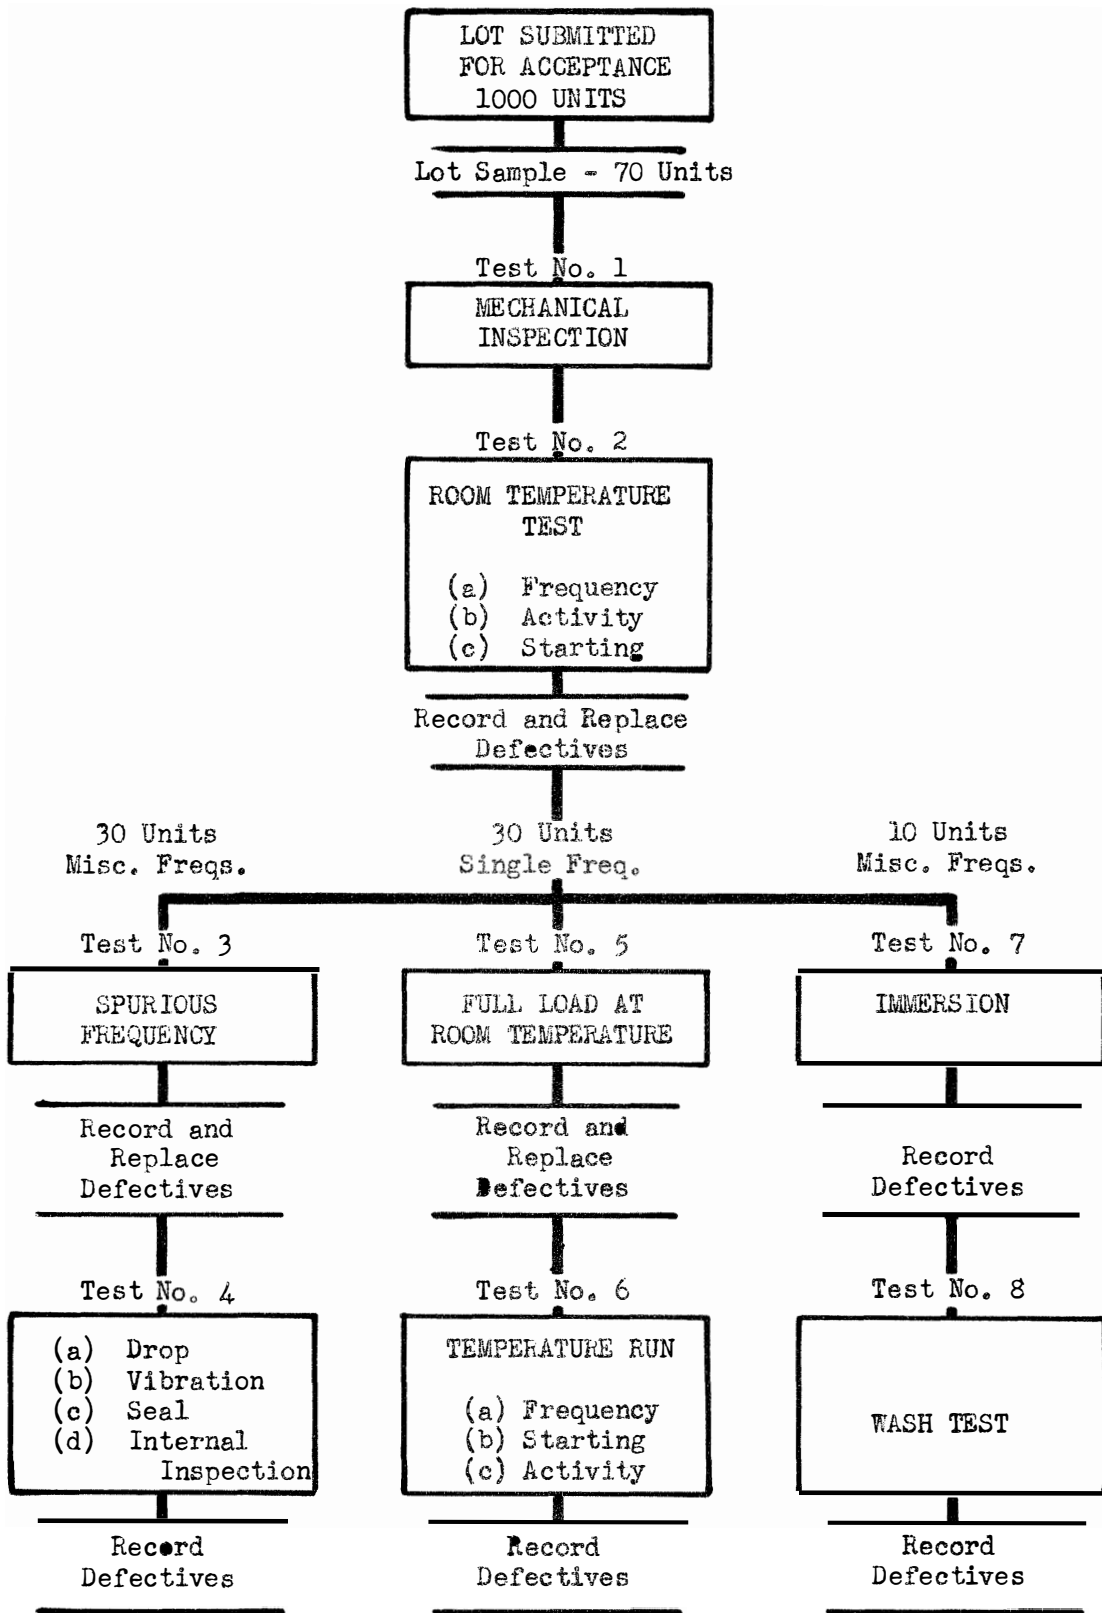 LOT SUBMITTED
FOR ACCEPTANCE
1000 UNITS
Lot Sample - 70 Units
Test No. 1
MECHANICAL
INSPECTION
Test No. 2
ROOM TEMPERATURE
TEST
(a) Frequency
(b) Activity
(c) Starting
Record and Replace
Defectives
30 Units
Misc. Freqs.
30 Units
Single Freq.
10 Units
Misc. Freqs.
Test No. 3
SPURIOUS
FREQUENCY
Record and
Replace
Defectives
Test No. 4
(a) Drop
(b) Vibration
(c) Seal
(d) Internal
Inspection
Record
Defectives
Test No. 5
FULL LOAD AT
ROOM TEMPERATURE
Record and
Replace
Defectives
Test No. 6
TEMPERATURE RUN
(a) Frequency
(b) Starting
(c) Activity
Record
Defectives
Test No. 7
IMMERSION
Record
Defectives
Test No. 8
WASH TEST
Record
Defectives